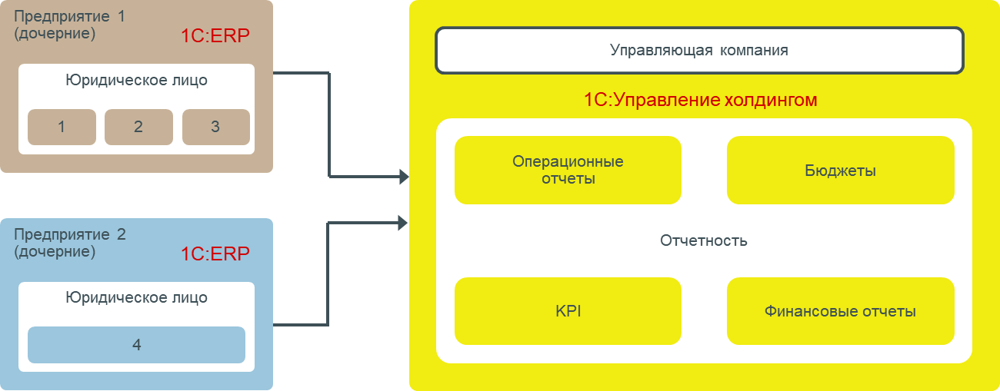 Предприятие 1
(дочерние)
1С:ERP
Юридическое лицо
1
2
3
Предприятие 2
(дочерние)
1С:ERP
Юридическое лицо
4
Управляющая компания
1С:Управление холдингом
Операционные
отчеты
Бюджеты
Отчетность
KPI
Финансовые отчеты